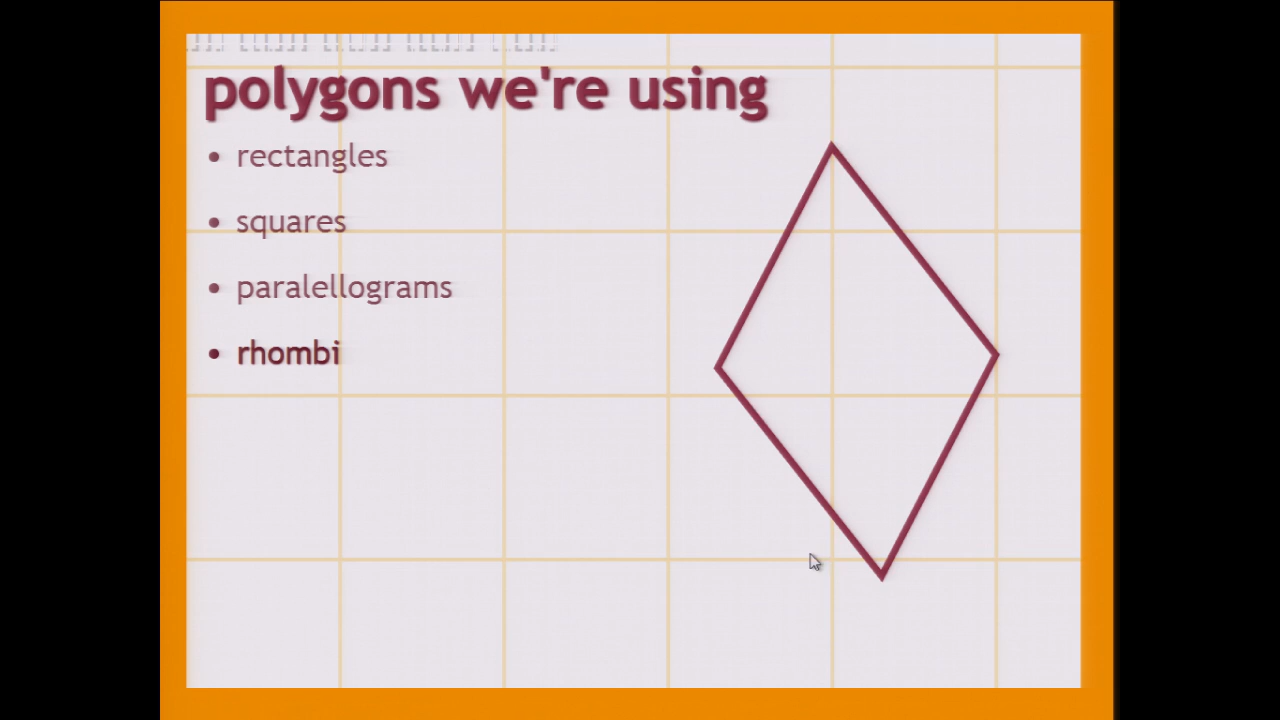 polygons we're using
• rectangles
• squares
• paralellograms
• rhombi